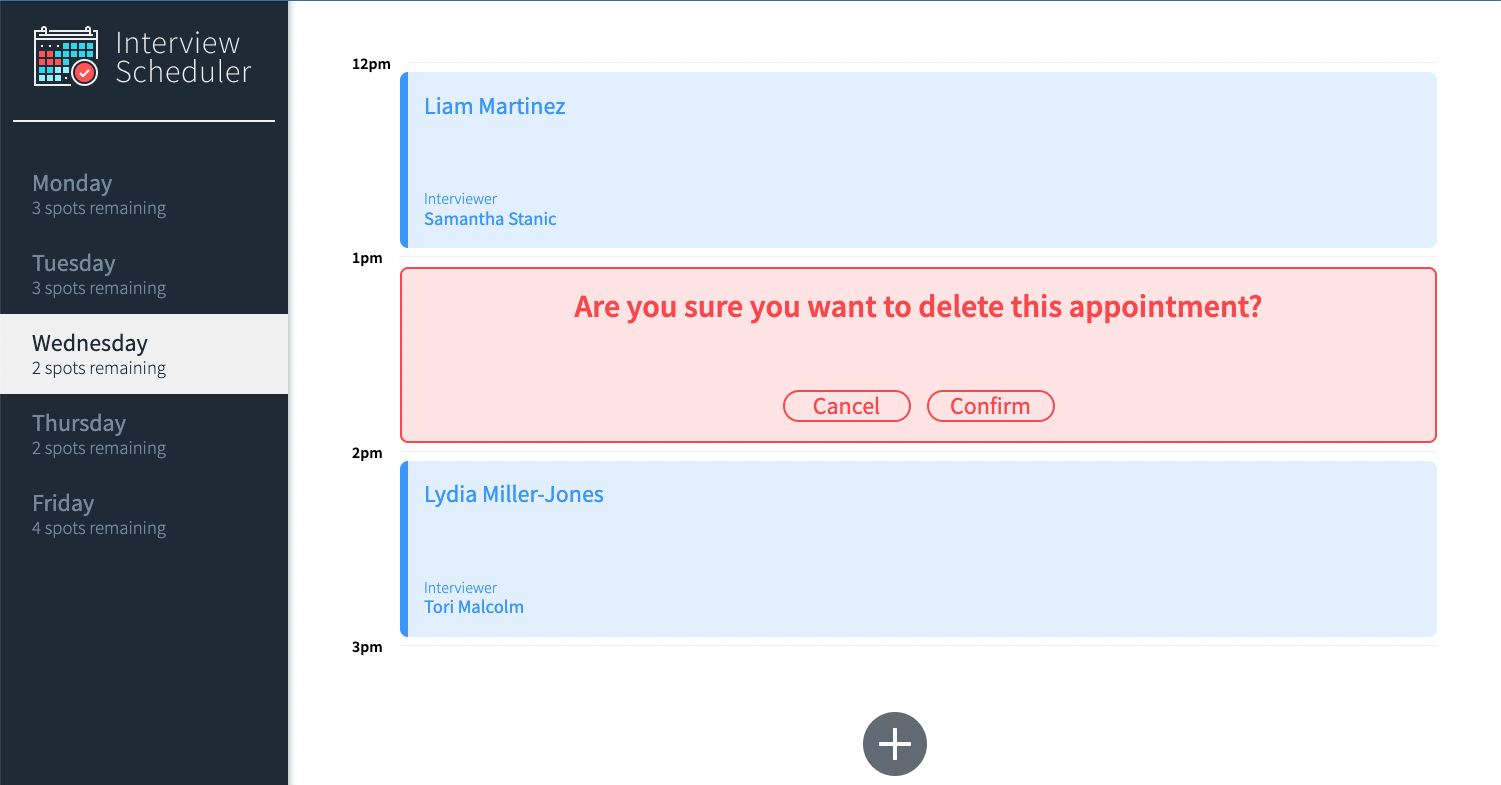 Interview
Scheduler
Monday
3 spots remaining
Tuesday
3 spots remaining
Wednesday
2 spots remaining
Thursday
2 spots remaining
Friday
4 spots remaining
12pm
Liam Martinez
Interviewer
Samantha Stanic
1pm
Are you sure you want to delete this appointment?
Cancel Confirm
2pm
Lydia Miller-Jones
Interviewer
Tori Malcolm
3pm